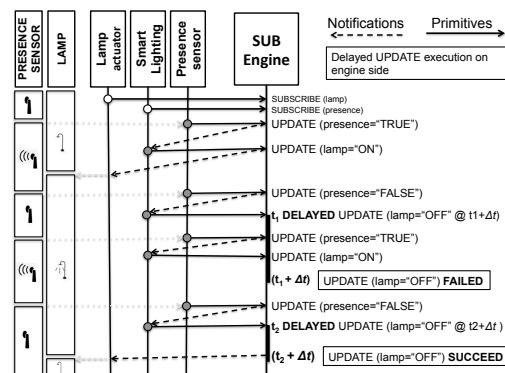 PRESENCE
SENSOR
LAMP
Lamp
actuator
Smart
Lighting
Presence
sensor
SUB
Engine
Notifications
Primitives
Delayed UPDATE execution on
engine side
SUBSCRIBE (lamp)
SUBSCRIBE (presence)
UPDATE (presence="TRUE")
UPDATE (lamp="ON")
UPDATE (presence="FALSE")
t₁ DELAYED UPDATE (lamp="OFF" @ t1+Δt)
UPDATE (presence="TRUE")
UPDATE (lamp="ON")
(t₁ + Δt) UPDATE (lamp="OFF") FAILED
UPDATE (presence="FALSE")
t₂ DELAYED UPDATE (lamp="OFF" @ t2+Δt )
(t₂ + Δt) UPDATE (lamp="OFF") SUCCEED